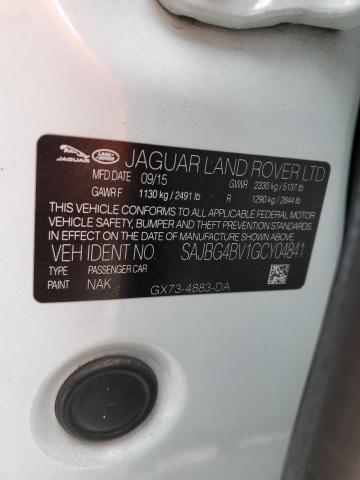 JAGUAR LAND ROVER JAGUAR LAND ROVER LTD
MFD DATE 09/15 GVWR 2330 kg / 5137 lb
GAWR F 1130 kg / 2491 lb R 1290 kg / 2844 lb
THIS VEHICLE CONFORMS TO ALL APPLICABLE FEDERAL MOTOR
VEHICLE SAFETY, BUMPER AND THEFT PREVENTION STANDARDS IN
EFFECT ON THE DATE OF MANUFACTURE SHOWN ABOVE
VEH IDENT NO. SAJBG4BV1GCY04841
TYPE PASSENGER CAR
PAINT NAK GX73-4883-DA